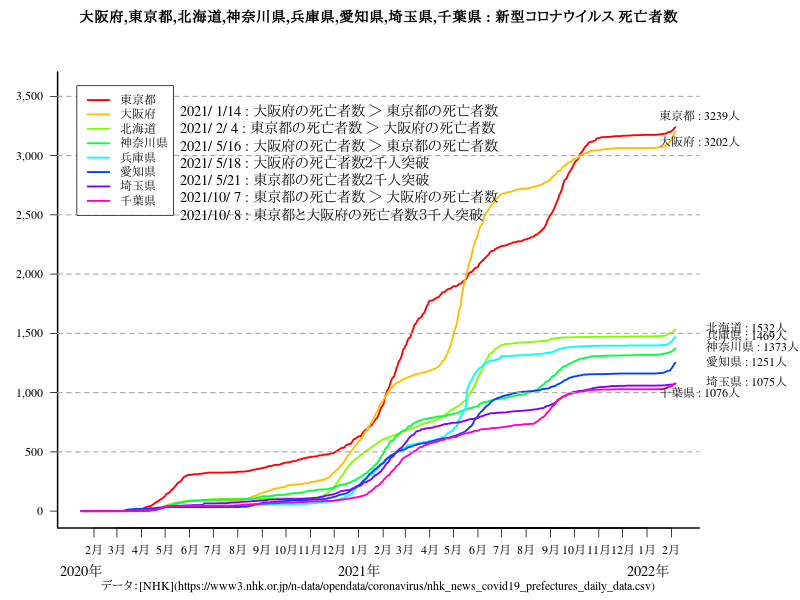 大阪府,東京都,北海道,神奈川県,兵庫県,愛知県,埼玉県,千葉県 : 新型コロナウイルス 死亡者数
3,500
3,000
2,500
2,000
1,500
1,000
500
0
東京都
大阪府
北海道
神奈川県
兵庫県
愛知県
埼玉県
千葉県
2021/ 1/14 : 大阪府の死亡者数 > 東京都の死亡者数
2021/ 2/ 4 : 東京都の死亡者数 > 大阪府の死亡者数
2021/ 5/16 : 大阪府の死亡者数 > 東京都の死亡者数
2021/ 5/18 : 大阪府の死亡者数2千人突破
2021/ 5/21 : 東京都の死亡者数2千人突破
2021/10/ 7 : 東京都の死亡者数 > 大阪府の死亡者数
2021/10/ 8 : 東京都と大阪府の死亡者数3千人突破
東京都 : 3239人
大阪府 : 3202人
北海道 : 1532人
兵庫県 : 1469人
神奈川県 : 1373人
愛知県 : 1251人
埼玉県 : 1075人
千葉県 : 1076人
2月 3月 4月 5月 6月 7月 8月 9月 10月 11月 12月 1月 2月 3月 4月 5月 6月 7月 8月 9月 10月 11月 12月 1月 2月
2020年 2021年 2022年
データ:[NHK](https://www3.nhk.or.jp/n-data/opendata/coronavirus/nhk_news_covid19_prefectures_daily_data.csv)